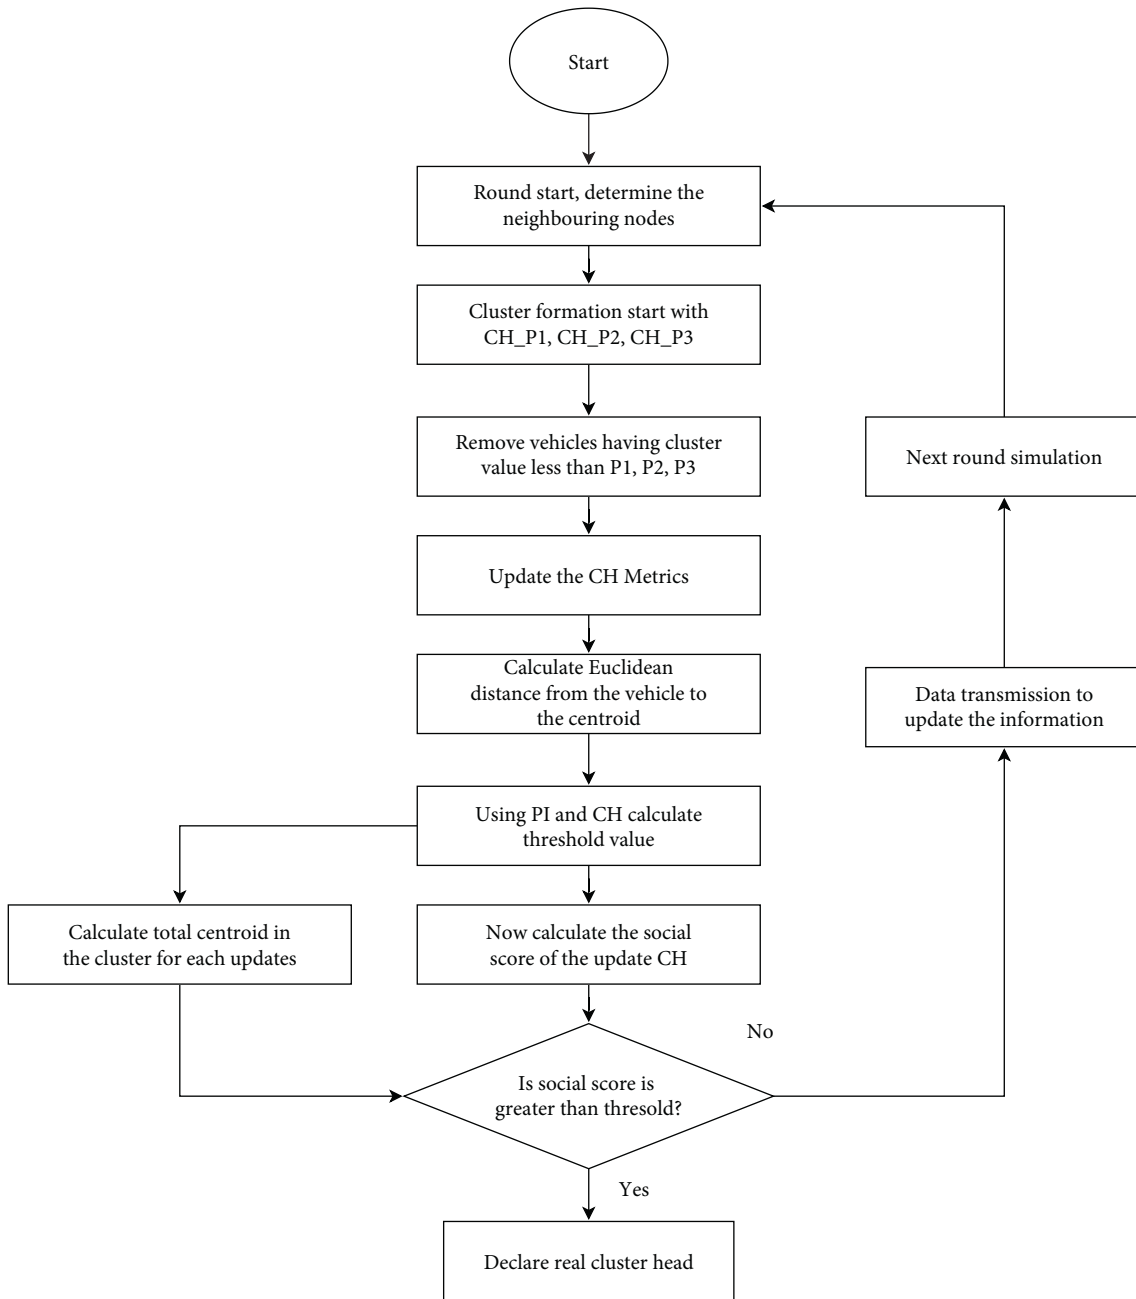 Start
Round start, determine the
neighbouring nodes
Cluster formation start with
CH_P1, CH_P2, CH_P3
Remove vehicles having cluster
value less than P1, P2, P3
Next round simulation
Update the CH Metrics
Calculate Euclidean
distance from the vehicle to
the centroid
Data transmission to
update the information
Using PI and CH calculate
threshold value
Calculate total centroid in
the cluster for each updates
Now calculate the social
score of the update CH
No
Is social score is
greater than thresold?
Yes
Declare real cluster head